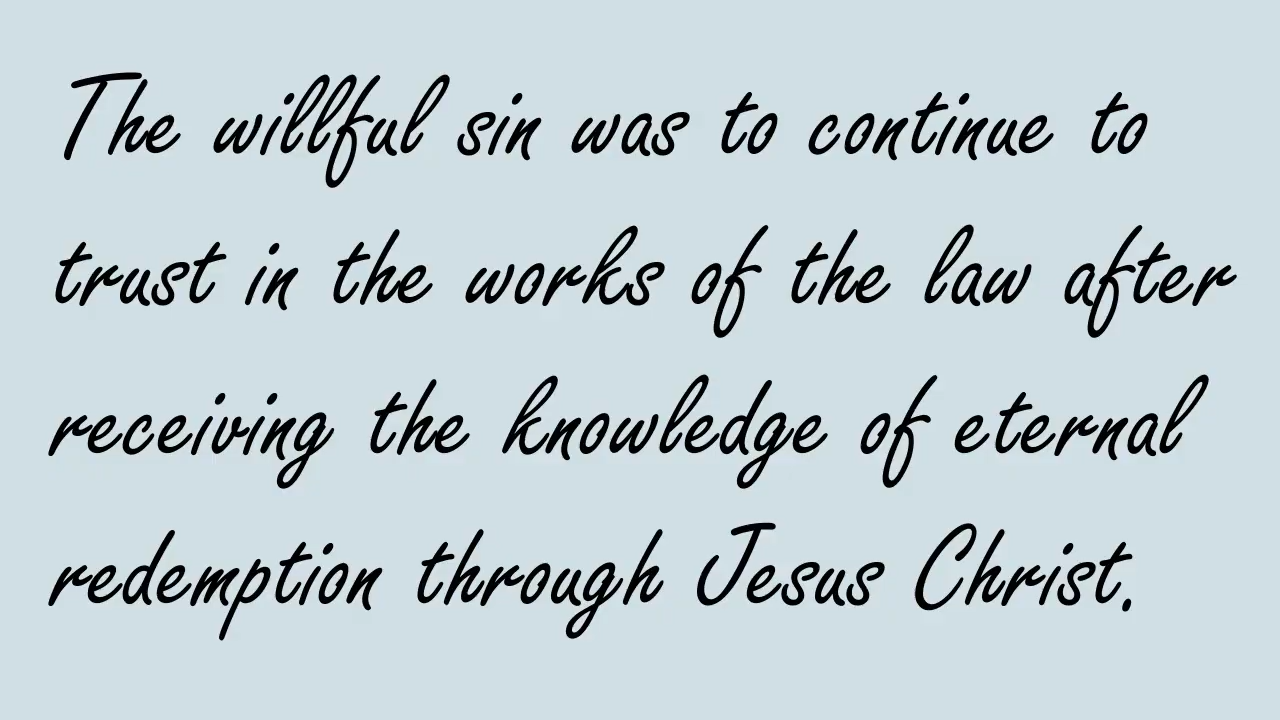 The willful sin was to continue to
trust in the works of the law after
receiving the knowledge of eternal
redemption through Jesus Christ.